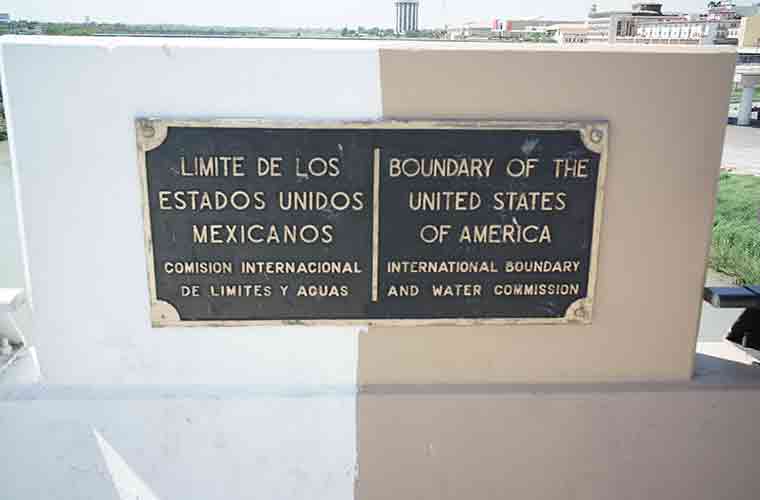 LIMITE DE LOS
ESTADOS UNIDOS
MEXICANOS
COMISION INTERNACIONAL
DE LIMITES Y AGUAS
BOUNDARY OF THE
UNITED STATES
OF AMERICA
INTERNATIONAL BOUNDARY
AND WATER COMMISSION